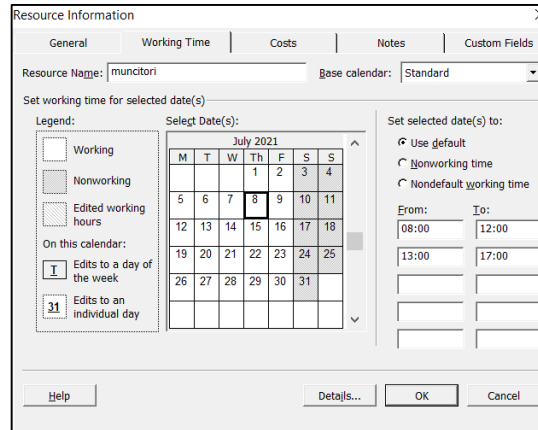 Resource Information
General Working Time Costs Notes Custom Fields
Resource Name: muncitori Base calendar: Standard
Set working time for selected date(s)
Legend:
Working
Nonworking
Edited working
hours
On this calendar:
T Edits to a day of
the week
31 Edits to an
individual day
Select Date(s):
July 2021
M T W Th F S S
1 2 3 4
5 6 7 8 9 10 11
12 13 14 15 16 17 18
19 20 21 22 23 24 25
26 27 28 29 30 31
Set selected date(s) to:
Use default
Nonworking time
Nondefault working time
From: To:
08:00 12:00
13:00 17:00
Help Details... OK Cancel